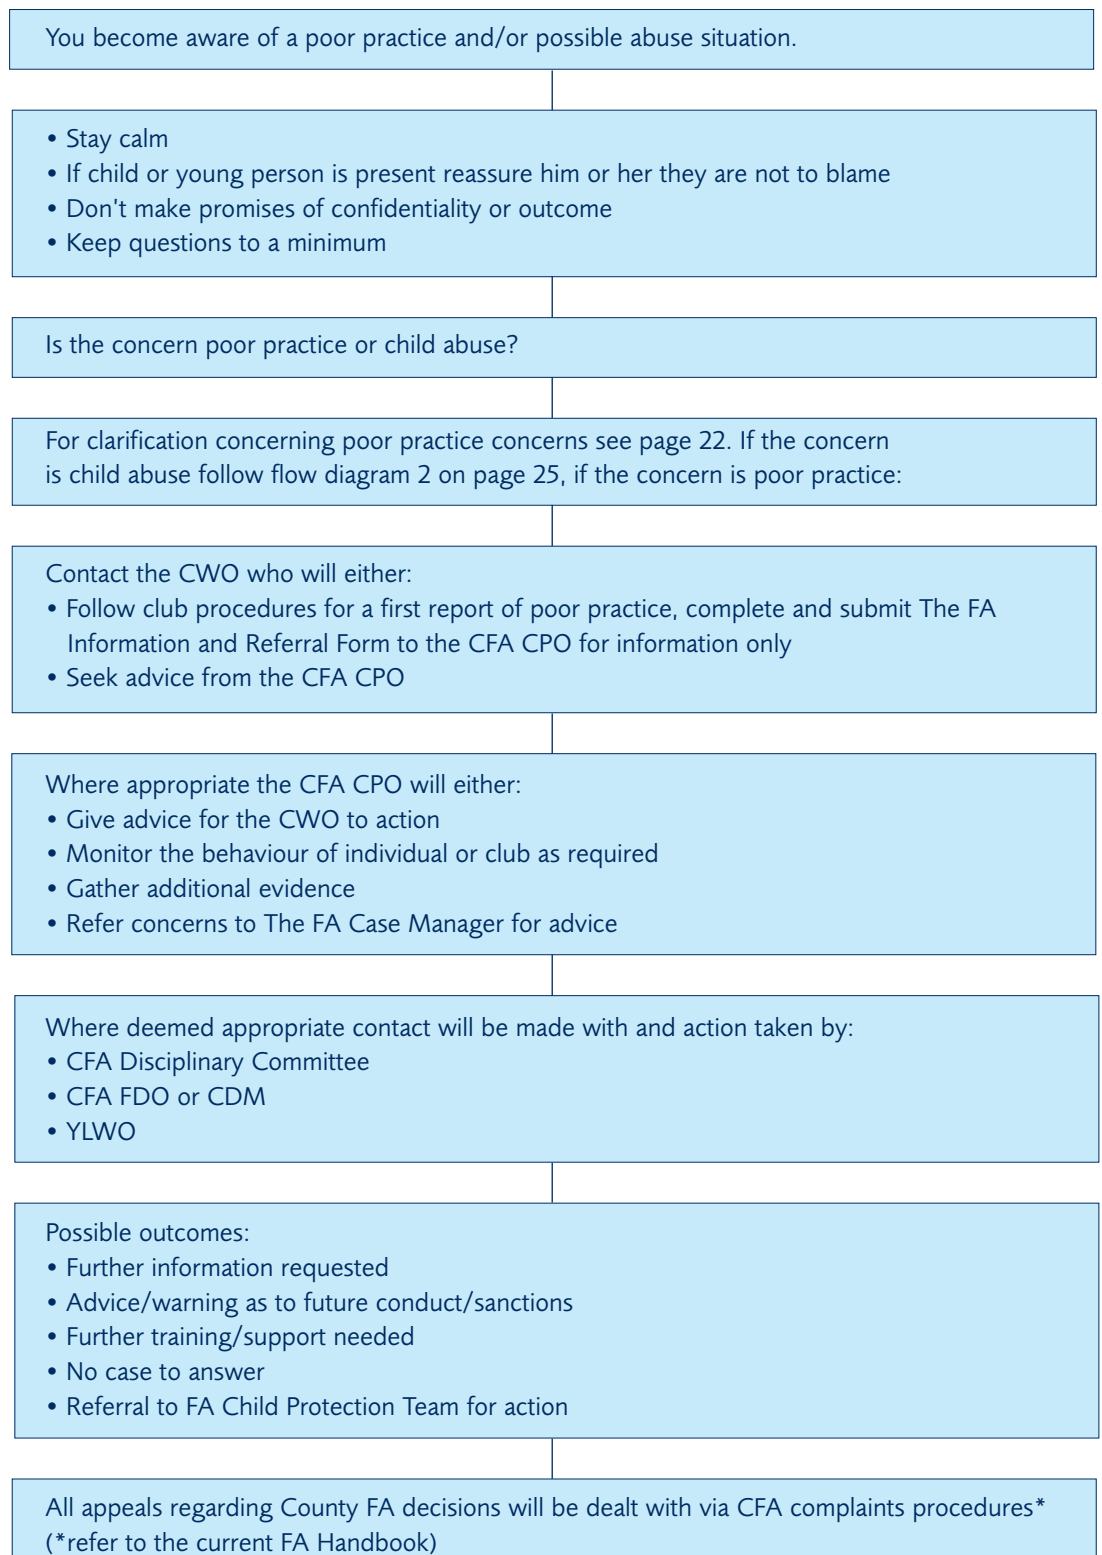 You become aware of a poor practice and/or possible abuse situation.
• Stay calm
• If child or young person is present reassure him or her they are not to blame
• Don't make promises of confidentiality or outcome
• Keep questions to a minimum
Is the concern poor practice or child abuse?
For clarification concerning poor practice concerns see page 22. If the concern
is child abuse follow flow diagram 2 on page 25, if the concern is poor practice:
Contact the CWO who will either:
• Follow club procedures for a first report of poor practice, complete and submit The FA
Information and Referral Form to the CFA CPO for information only
• Seek advice from the CFA CPO
Where appropriate the CFA CPO will either:
• Give advice for the CWO to action
• Monitor the behaviour of individual or club as required
• Gather additional evidence
• Refer concerns to The FA Case Manager for advice
Where deemed appropriate contact will be made with and action taken by:
• CFA Disciplinary Committee
• CFA FDO or CDM
• YLWO
Possible outcomes:
• Further information requested
• Advice/warning as to future conduct/sanctions
• Further training/support needed
• No case to answer
• Referral to FA Child Protection Team for action
All appeals regarding County FA decisions will be dealt with via CFA complaints procedures*
(*refer to the current FA Handbook)